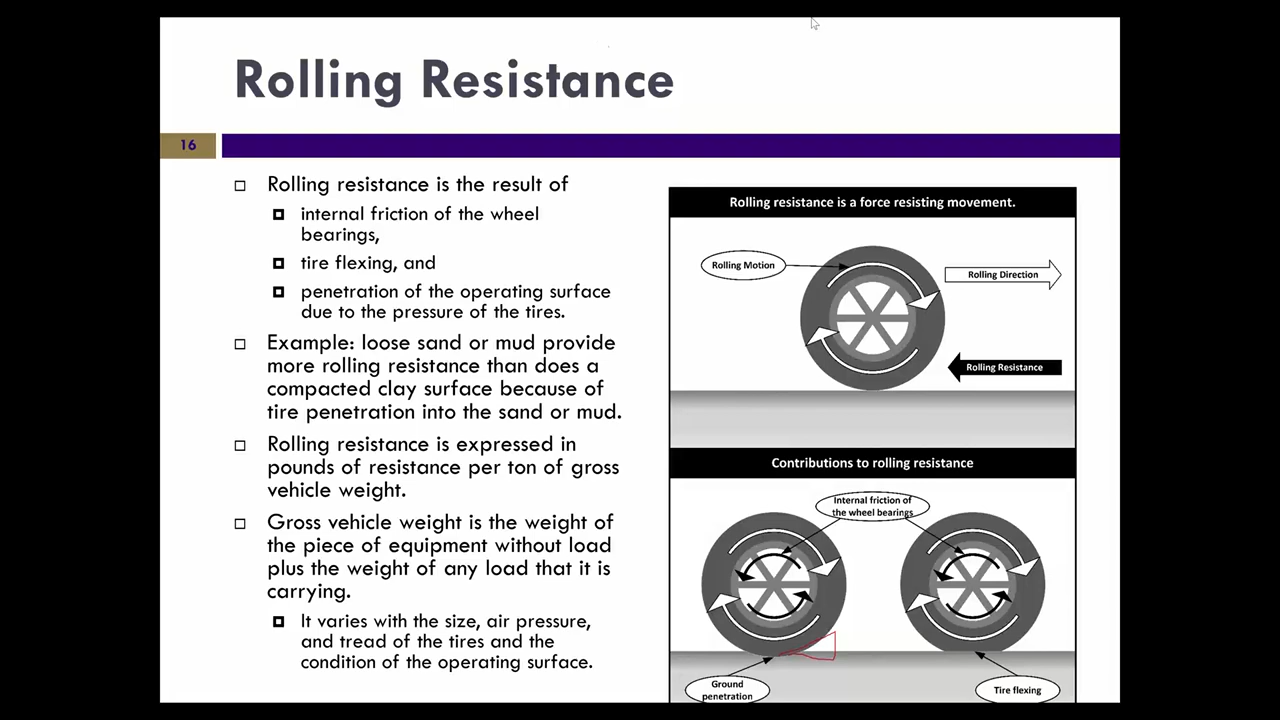 Rolling Resistance
16
Rolling resistance is the result of
internal friction of the wheel
bearings,
tire flexing, and
penetration of the operating surface
due to the pressure of the tires.
Example: loose sand or mud provide
more rolling resistance than does a
compacted clay surface because of
tire penetration into the sand or mud.
Rolling resistance is expressed in
pounds of resistance per ton of gross
vehicle weight.
Gross vehicle weight is the weight of
the piece of equipment without load
plus the weight of any load that it is
carrying.
It varies with the size, air pressure,
and tread of the tires and the
condition of the operating surface.
Rolling resistance is a force resisting movement.
Rolling Motion
Rolling Direction
Rolling Resistance
Contributions to rolling resistance
Internal friction of
the wheel bearings
Ground
penetration
Tire flexing